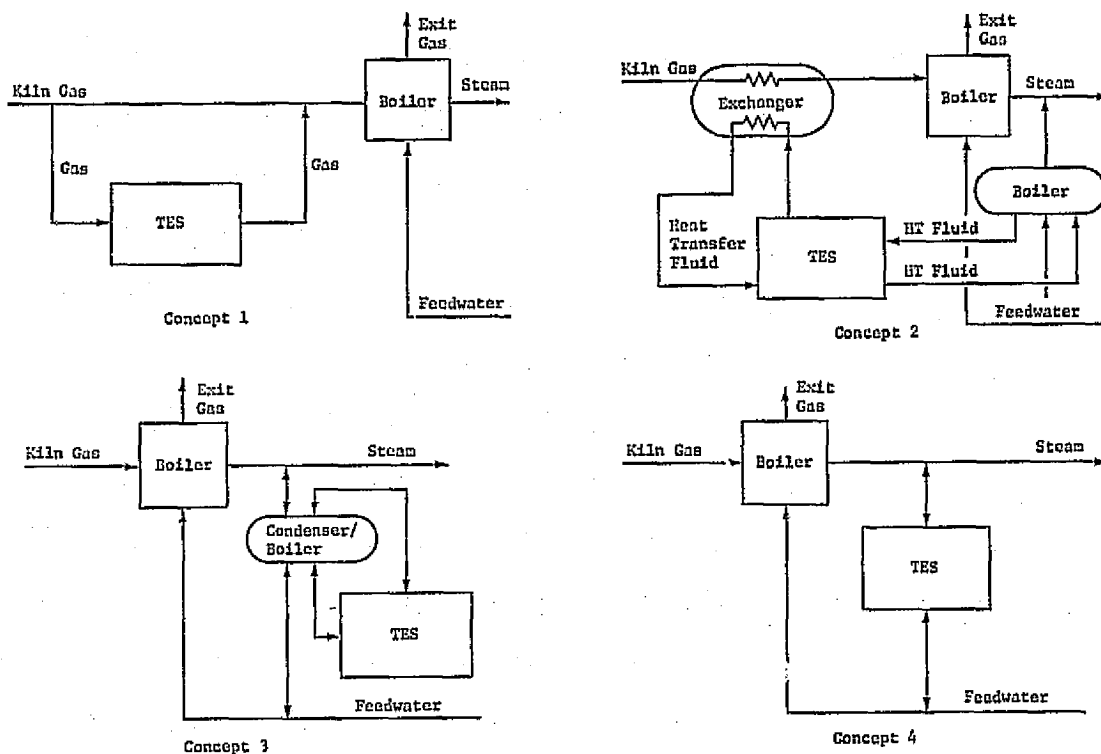 Exit
Gas
Kiln Gas
Boiler
Steam
Gas
Gas
TES
Feedwater
Concept 1
Exit
Gas
Kiln Gas
Exchanger
Boiler
Steam
Boiler
Heat
Transfer
Fluid
TES
HT Fluid
HT Fluid
Feedwater
Concept 2
Exit
Gas
Kiln Gas
Boiler
Steam
Condenser/
Boiler
TES
Feedwater
Concept 3
Exit
Gas
Kiln Gas
Boiler
Steam
TES
Feedwater
Concept 4